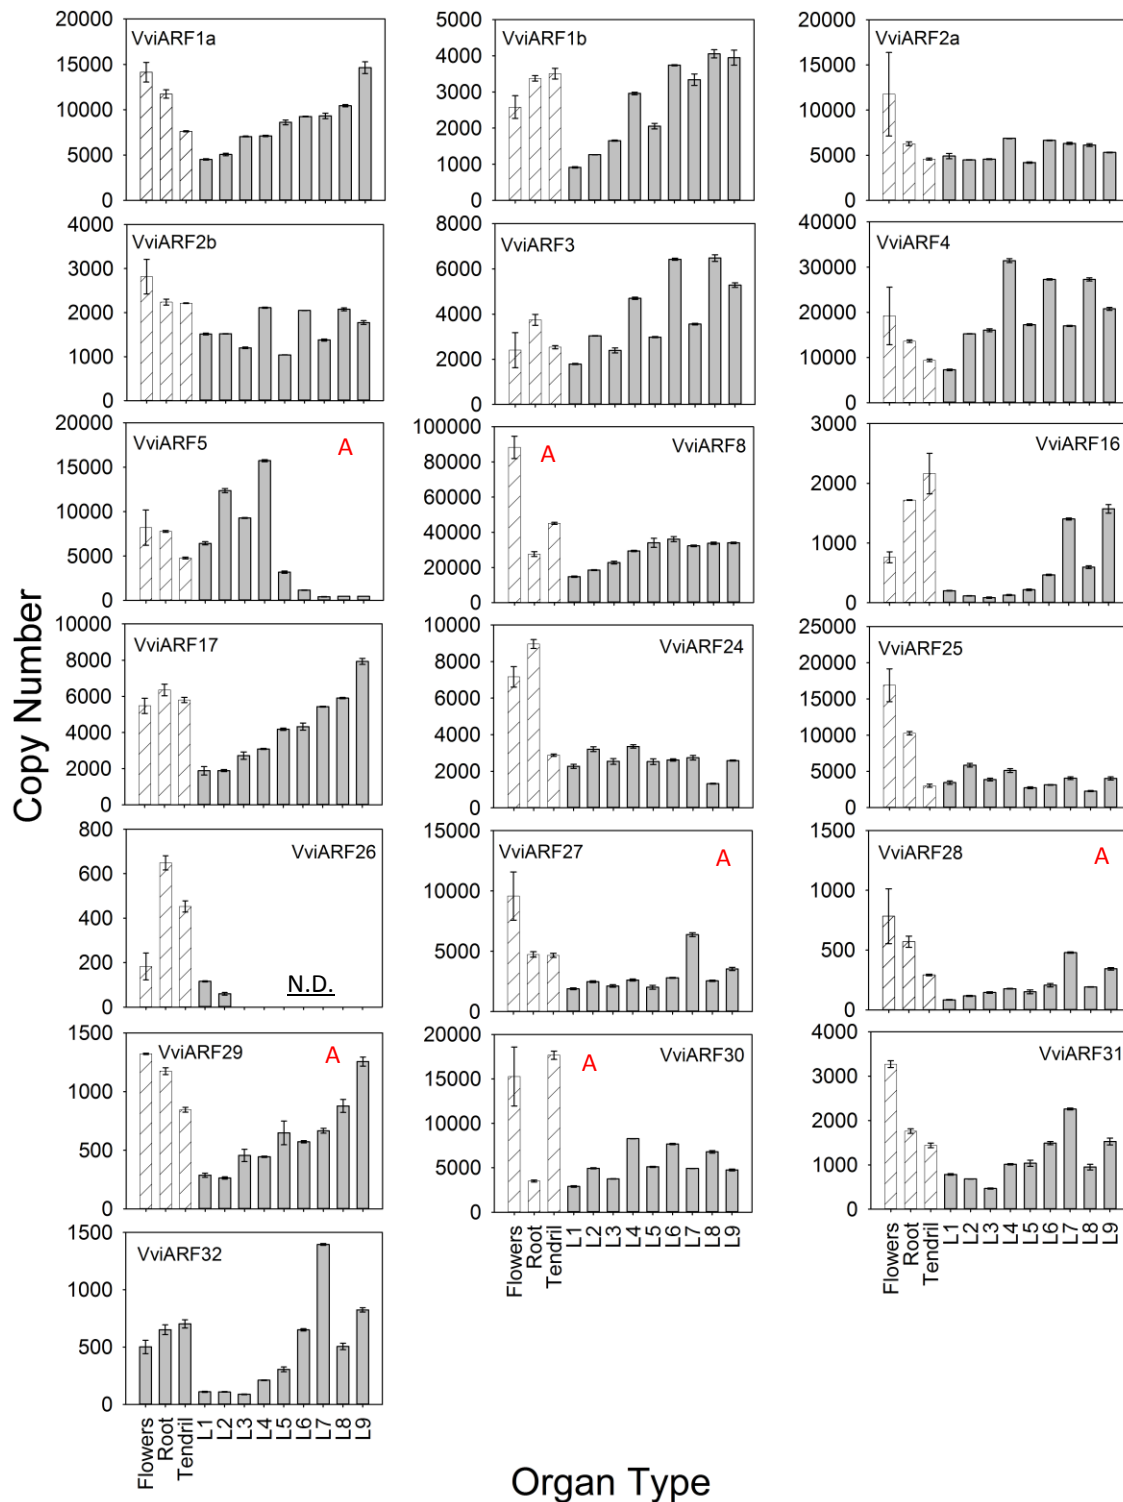 VviARF1a
20000
15000
10000
5000
0
VviARF1b
5000
4000
3000
2000
1000
0
VviARF2a
20000
15000
10000
5000
0
VviARF2b
4000
3000
2000
1000
0
VviARF3
8000
6000
4000
2000
0
VviARF4
40000
30000
20000
10000
0
VviARF5
A
20000
15000
10000
5000
0
A
VviARF8
100000
80000
60000
40000
20000
0
VviARF16
3000
2000
1000
0
Copy Number
VviARF17
10000
8000
6000
4000
2000
0
VviARF24
10000
8000
6000
4000
2000
0
VviARF25
25000
20000
15000
10000
5000
0
VviARF26
800
600
400
200
0
N.D.
VviARF27
A
15000
10000
5000
0
VviARF28
A
1500
1000
500
0
VviARF29
A
1500
1000
500
0
A
VviARF30
20000
15000
10000
5000
0
Flowers
Root
Tendril
L1
L2
L3
L4
L5
L6
L7
L8
L9
VviARF31
4000
3000
2000
1000
0
Flowers
Root
Tendril
L1
L2
L3
L4
L5
L6
L7
L8
L9
VviARF32
1500
1000
500
0
Flowers
Root
Tendril
L1
L2
L3
L4
L5
L6
L7
L8
L9
Organ Type